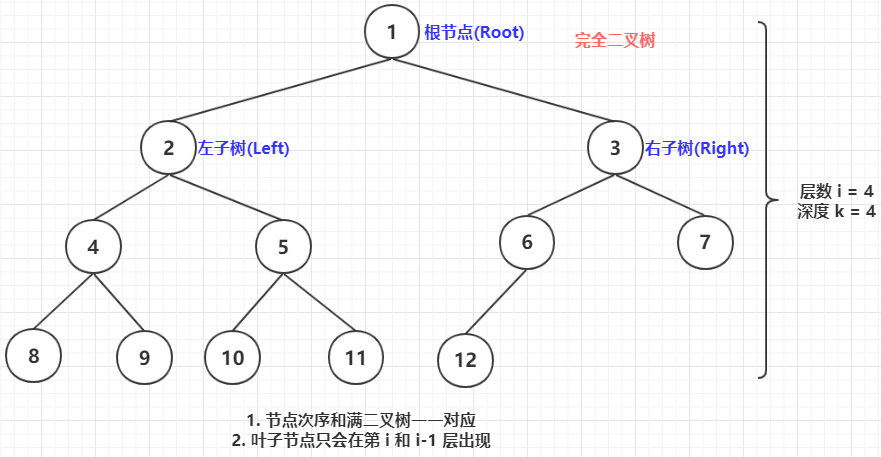 1
根节点(Root)
完全二叉树
2
左子树(Left)
3
右子树(Right)
层数 i = 4
深度 k = 4
4
5
6
7
8
9
10
11
12
1. 节点次序和满二叉树一一对应
2. 叶子节点只会在第 i 和 i-1 层出现